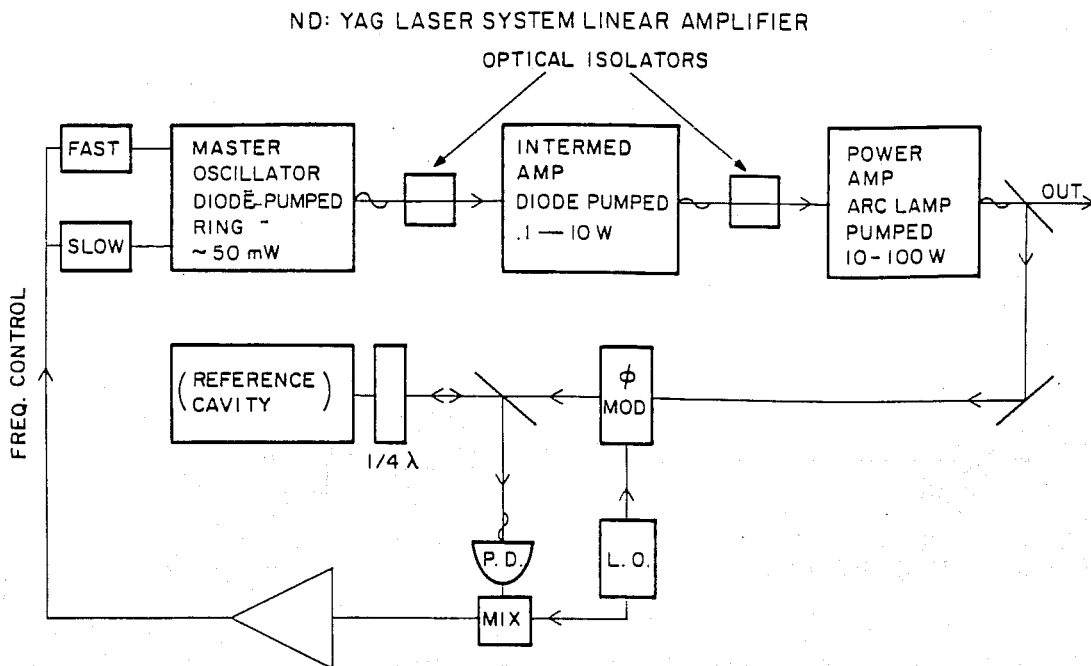 ND: YAG LASER SYSTEM LINEAR AMPLIFIER
OPTICAL ISOLATORS
FAST
SLOW
MASTER
OSCILLATOR
DIODE-PUMPED
RING
~50 mW
INTERMED
AMP
DIODE PUMPED
.1 — 10 W
POWER
AMP
ARC LAMP
PUMPED
10-100 W
OUT
FREQ. CONTROL
(REFERENCE
CAVITY)
1/4 λ
ϕ
MOD
P. D.
L. O.
MIX